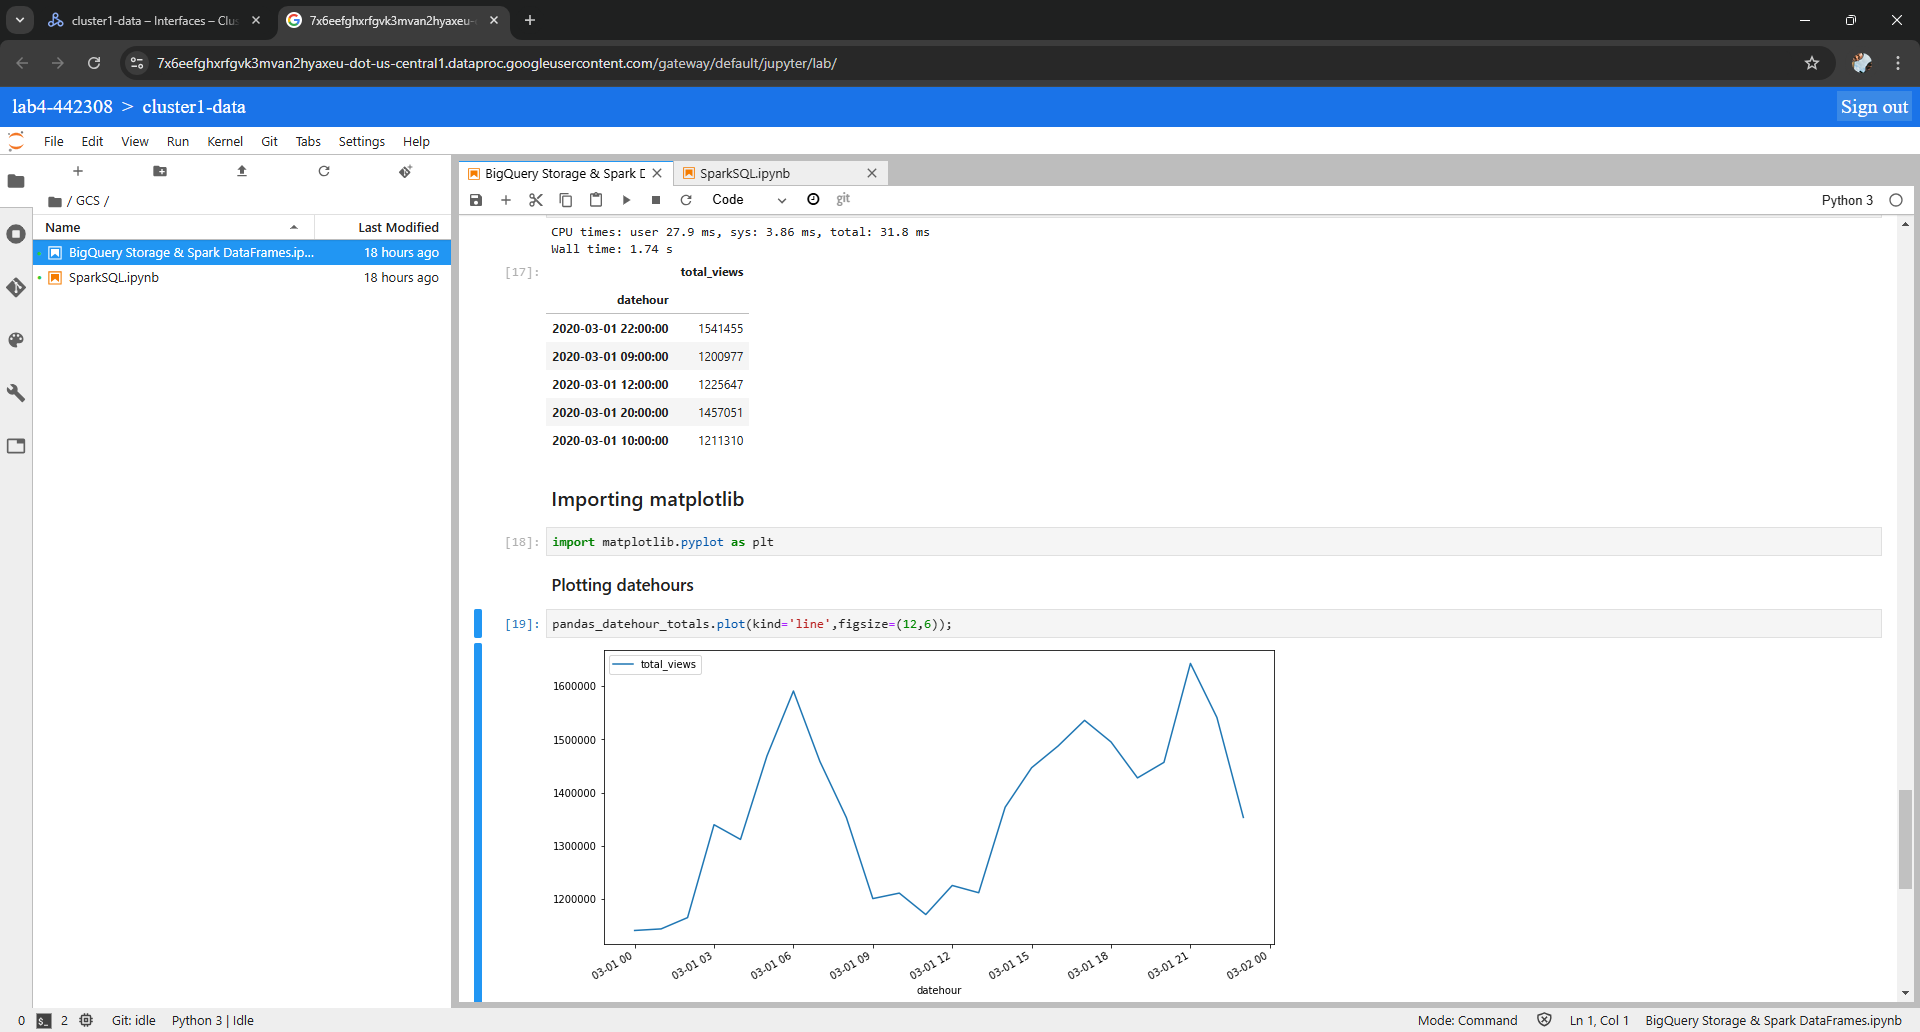 cluster1-data – Interfaces – Clus
7x6eefghxrfgvk3mvan2hyaxeu-
7x6eefghxrfgvk3mvan2hyaxeu-dot-us-central1.dataproc.googleusercontent.com/gateway/default/jupyter/lab/
lab4-442308 > cluster1-data
Sign out
File Edit View Run Kernel Git Tabs Settings Help
/ GCS /
Name Last Modified
BigQuery Storage & Spark DataFrames.ip... 18 hours ago
SparkSQL.ipynb 18 hours ago
BigQuery Storage & Spark D
SparkSQL.ipynb
Code git Python 3
CPU times: user 27.9 ms, sys: 3.86 ms, total: 31.8 ms
Wall time: 1.74 s
[17]: total_views
datehour
2020-03-01 22:00:00 1541455
2020-03-01 09:00:00 1200977
2020-03-01 12:00:00 1225647
2020-03-01 20:00:00 1457051
2020-03-01 10:00:00 1211310
Importing matplotlib
[18]: import matplotlib.pyplot as plt
Plotting datehours
[19]: pandas_datehour_totals.plot(kind='line',figsize=(12,6));
total_views
1600000
1500000
1400000
1300000
1200000
03-01 00 03-01 03 03-01 06 03-01 09 03-01 12 03-01 15 03-01 18 03-01 21 03-02 00
datehour
0 $_ 2 Git: idle Python 3 | Idle
Mode: Command Ln 1, Col 1 BigQuery Storage & Spark DataFrames.ipynb